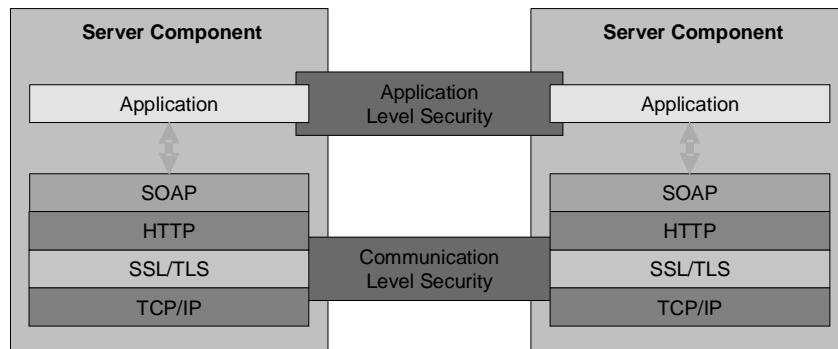 Server Component
Server Component
Application
Application
Level Security
Application
SOAP
SOAP
HTTP
HTTP
Communication
Level Security
SSL/TLS
SSL/TLS
TCP/IP
TCP/IP